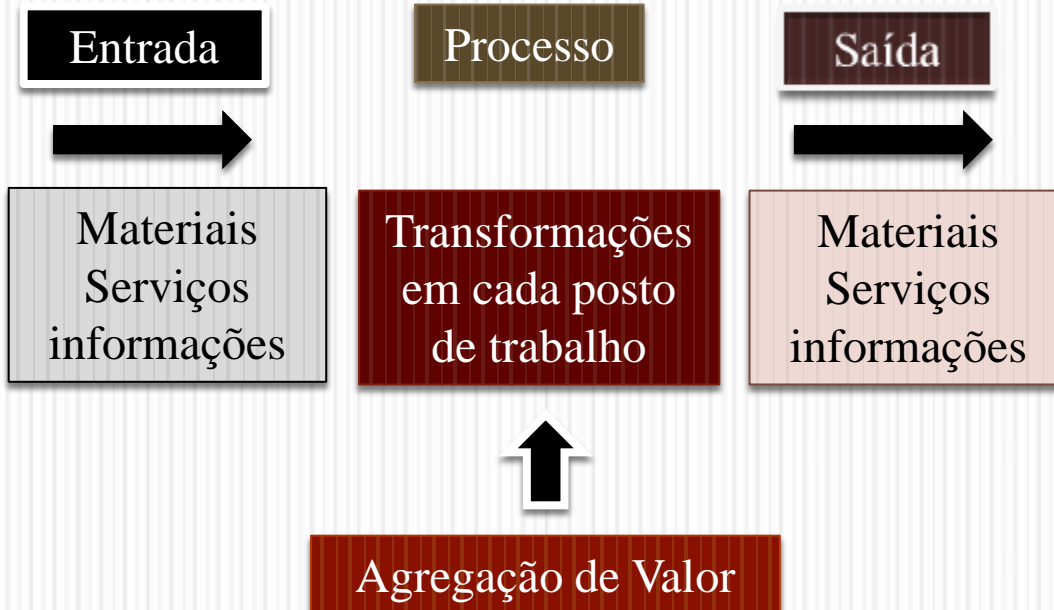 Entrada
Processo
Saída
Materiais
Serviços
informações
Transformações
em cada posto
de trabalho
Materiais
Serviços
informações
Agregação de Valor